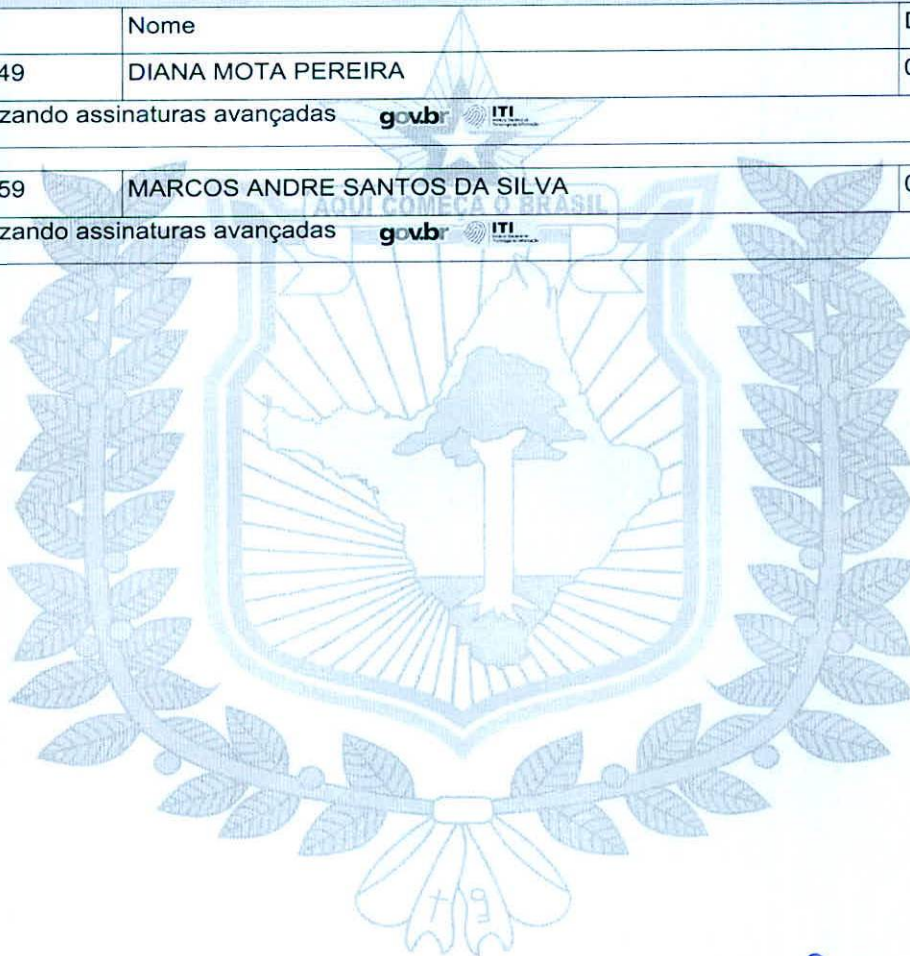 Nome
49 DIANA MOTA PEREIRA
zando assinaturas avançadas gov.br ITI
59 MARCOS ANDRE SANTOS DA SILVA
AQUI COMEÇA O BRASIL
zando assinaturas avançadas gov.br ITI